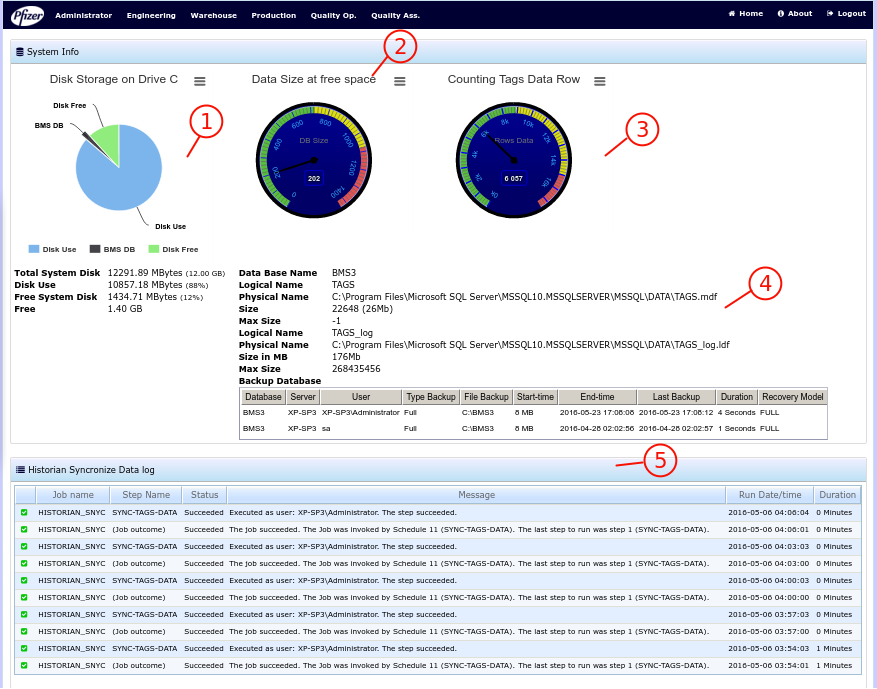 Pfizer Administrator Engineering Warehouse Production Quality Op. Quality Ass. Home About Logout
System Info
2
Disk Storage on Drive C Data Size at free space Counting Tags Data Row
Disk Free
BMS DB
Disk Use
1
0 200 400 600 800 1000 1200 1400
DB Size
202
0k 2k 4k 6k 8k 10k 12k 14k 16k
Rows Data
6 057
3
Disk Use BMS DB Disk Free
Total System Disk 12291.89 MBytes (12.00 GB)
Disk Use 10857.18 MBytes (88%)
Free System Disk 1434.71 MBytes (12%)
Free 1.40 GB
Data Base Name BMS3
Logical Name TAGS
Physical Name C:\Program Files\Microsoft SQL Server\MSSQL10.MSSQLSERVER\MSSQL\DATA\TAGS.mdf
Size 22648 (26Mb)
Max Size -1
Logical Name TAGS_log
Physical Name C:\Program Files\Microsoft SQL Server\MSSQL10.MSSQLSERVER\MSSQL\DATA\TAGS_log.ldf
Size in MB 176Mb
Max Size 268435456
4
Backup Database
Database Server User Type Backup File Backup Start-time End-time Last Backup Duration Recovery Model
BMS3 XP-SP3 XP-SP3\Administrator Full C:\BMS3 8 MB 2016-05-23 17:08:08 2016-05-23 17:08:12 4 Seconds FULL
BMS3 XP-SP3 sa Full C:\BMS3 8 MB 2016-04-28 02:02:56 2016-04-28 02:02:57 1 Seconds FULL
5
Historian Syncronize Data log
Job name Step Name Status Message Run Date/time Duration
HISTORIAN_SNYC SYNC-TAGS-DATA Succeeded Executed as user: XP-SP3\Administrator. The step succeeded. 2016-05-06 04:06:04 0 Minutes
HISTORIAN_SNYC (Job outcome) Succeeded The job succeeded. The Job was invoked by Schedule 11 (SYNC-TAGS-DATA). The last step to run was step 1 (SYNC-TAGS-DATA). 2016-05-06 04:06:01 0 Minutes
HISTORIAN_SNYC SYNC-TAGS-DATA Succeeded Executed as user: XP-SP3\Administrator. The step succeeded. 2016-05-06 04:03:03 0 Minutes
HISTORIAN_SNYC (Job outcome) Succeeded The job succeeded. The Job was invoked by Schedule 11 (SYNC-TAGS-DATA). The last step to run was step 1 (SYNC-TAGS-DATA). 2016-05-06 04:03:00 0 Minutes
HISTORIAN_SNYC SYNC-TAGS-DATA Succeeded Executed as user: XP-SP3\Administrator. The step succeeded. 2016-05-06 04:00:03 0 Minutes
HISTORIAN_SNYC (Job outcome) Succeeded The job succeeded. The Job was invoked by Schedule 11 (SYNC-TAGS-DATA). The last step to run was step 1 (SYNC-TAGS-DATA). 2016-05-06 04:00:00 0 Minutes
HISTORIAN_SNYC SYNC-TAGS-DATA Succeeded Executed as user: XP-SP3\Administrator. The step succeeded. 2016-05-06 03:57:03 0 Minutes
HISTORIAN_SNYC (Job outcome) Succeeded The job succeeded. The Job was invoked by Schedule 11 (SYNC-TAGS-DATA). The last step to run was step 1 (SYNC-TAGS-DATA). 2016-05-06 03:57:00 0 Minutes
HISTORIAN_SNYC SYNC-TAGS-DATA Succeeded Executed as user: XP-SP3\Administrator. The step succeeded. 2016-05-06 03:54:03 1 Minutes
HISTORIAN_SNYC (Job outcome) Succeeded The job succeeded. The Job was invoked by Schedule 11 (SYNC-TAGS-DATA). The last step to run was step 1 (SYNC-TAGS-DATA). 2016-05-06 03:54:01 1 Minutes